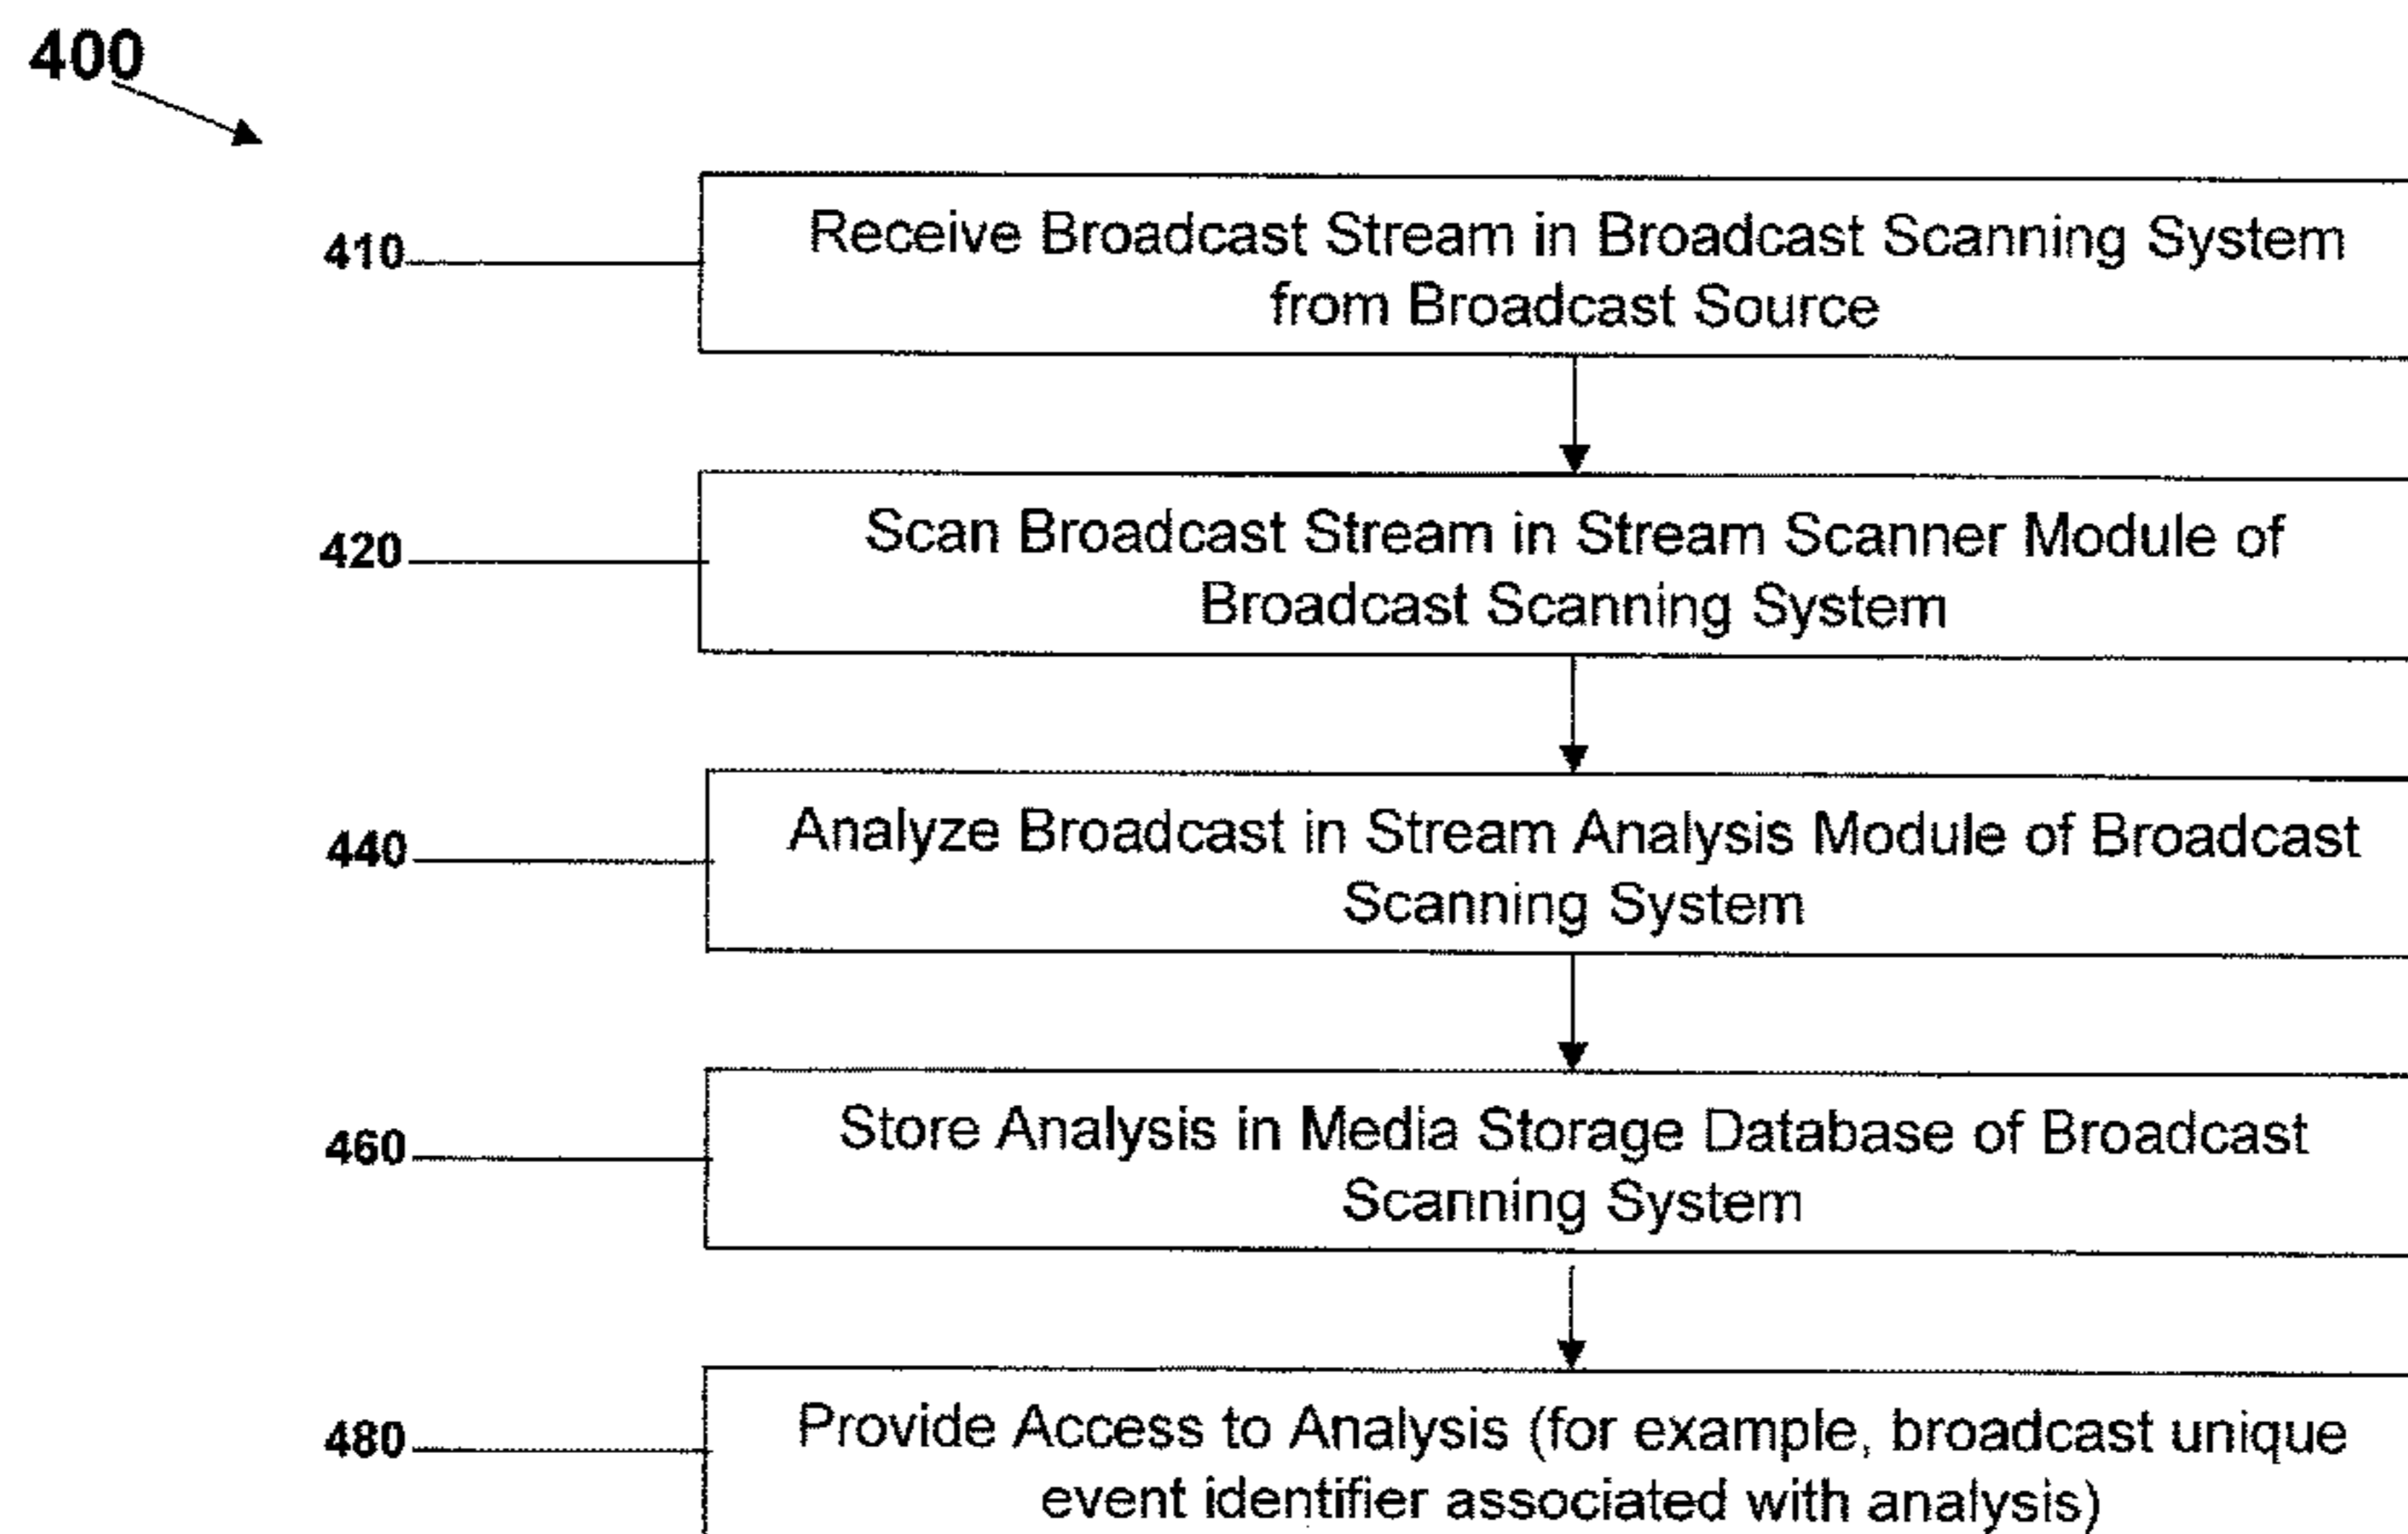 400
410
Receive Broadcast Stream in Broadcast Scanning System
from Broadcast Source
420
Scan Broadcast Stream in Stream Scanner Module of
Broadcast Scanning System
440
Analyze Broadcast in Stream Analysis Module of Broadcast
Scanning System
460
Store Analysis in Media Storage Database of Broadcast
Scanning System
480
Provide Access to Analysis (for example, broadcast unique
event identifier associated with analysis)